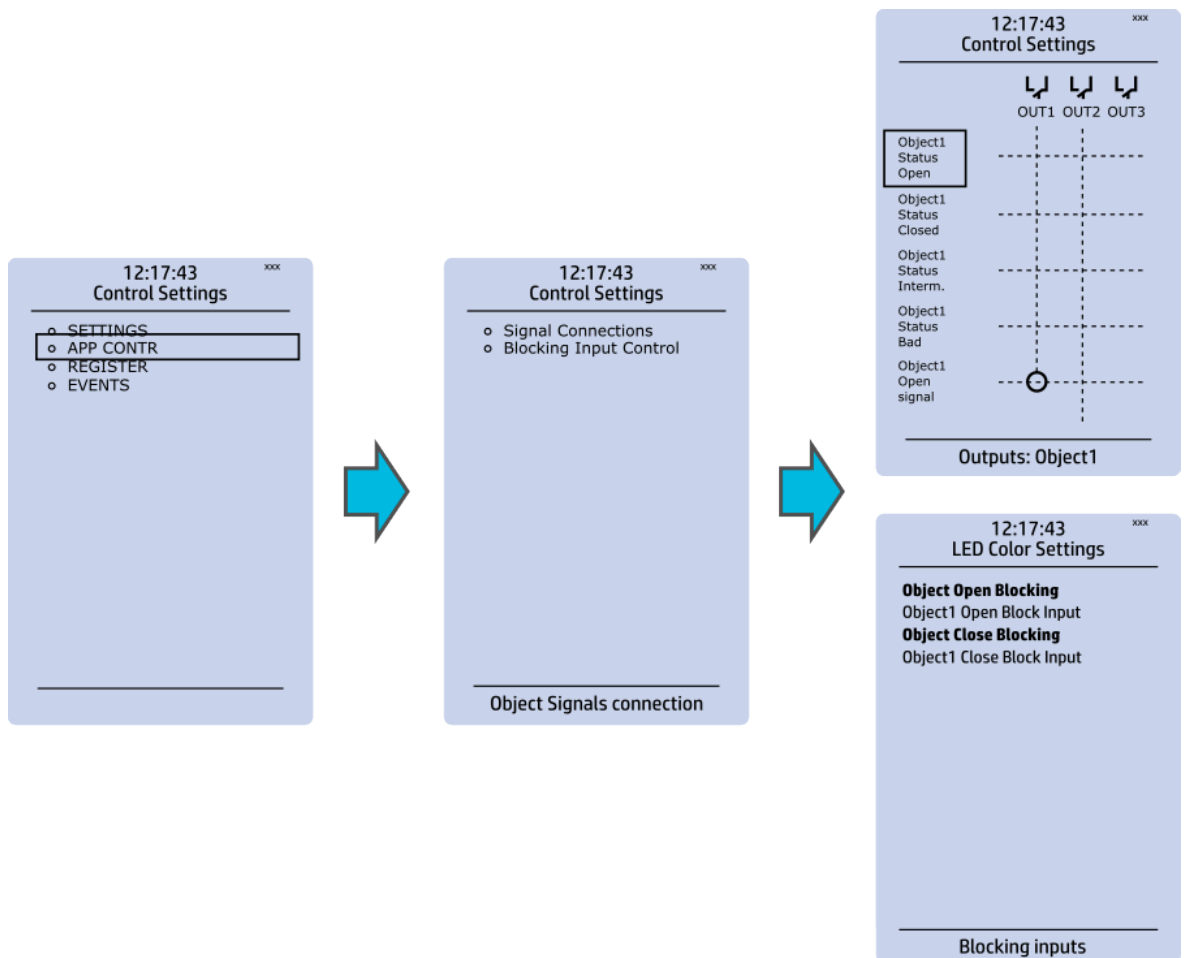 12:17:43 xxx
Control Settings
SETTINGS
APP CONTR
REGISTER
EVENTS
12:17:43 xxx
Control Settings
Signal Connections
Blocking Input Control
Object Signals connection
12:17:43 xxx
Control Settings
OUT1 OUT2 OUT3
Object1
Status
Open
Object1
Status
Closed
Object1
Status
Interm.
Object1
Status
Bad
Object1
Open
signal
Outputs: Object1
12:17:43 xxx
LED Color Settings
Object Open Blocking
Object1 Open Block Input
Object Close Blocking
Object1 Close Block Input
Blocking inputs